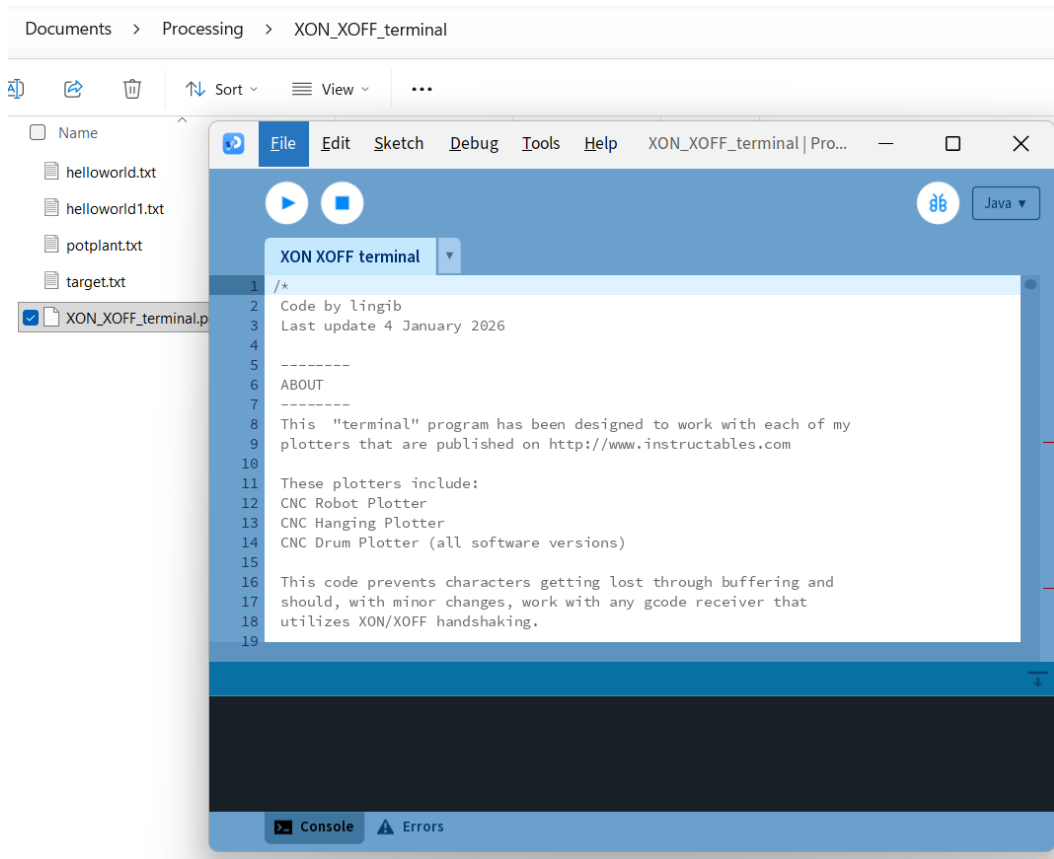 Documents > Processing > XON_XOFF_terminal
Sort View
Name
helloworld.txt
helloworld1.txt
potplant.txt
target.txt
XON_XOFF_terminal.p
File Edit Sketch Debug Tools Help XON_XOFF_terminal | Pro...
Java
XON XOFF terminal
1 /*
2 Code by lingib
3 Last update 4 January 2026
4
5 --------
6 ABOUT
7 --------
8 This  "terminal" program has been designed to work with each of my
9 plotters that are published on http://www.instructables.com
10
11 These plotters include:
12 CNC Robot Plotter
13 CNC Hanging Plotter
14 CNC Drum Plotter (all software versions)
15
16 This code prevents characters getting lost through buffering and
17 should, with minor changes, work with any gcode receiver that
18 utilizes XON/XOFF handshaking.
19
Console Errors